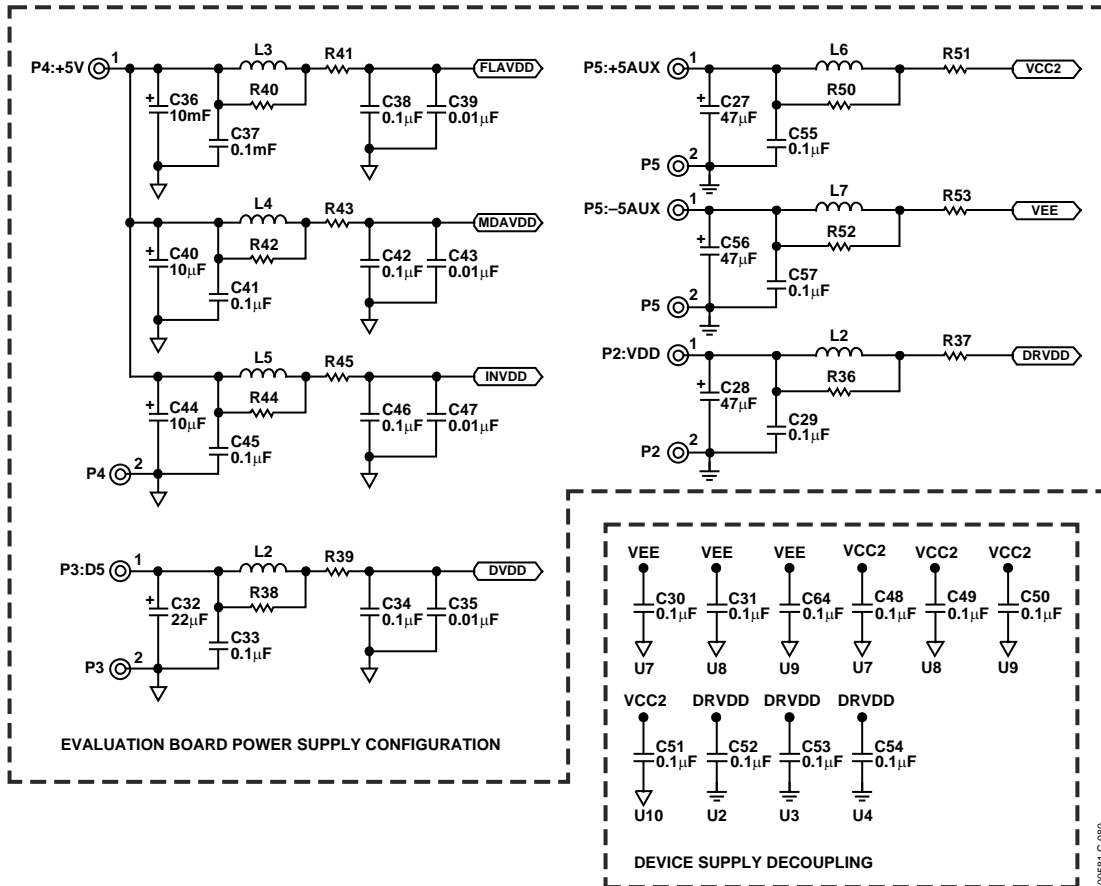 P4:+5V 1
L3
R41
FLAVDD
R40
+
C36
10mF
C37
0.1mF
C38
0.1μF
C39
0.01μF
L4
R43
MDAVDD
R42
+
C40
10μF
C41
0.1μF
C42
0.1μF
C43
0.01μF
L5
R45
INVDD
R44
+
C44
10μF
C45
0.1μF
C46
0.1μF
C47
0.01μF
P4 2
P3:D5 1
L2
R39
DVDD
R38
+
C32
22μF
C33
0.1μF
C34
0.1μF
C35
0.01μF
P3 2
EVALUATION BOARD POWER SUPPLY CONFIGURATION
P5:+5AUX 1
L6
R51
VCC2
R50
+
C27
47μF
C55
0.1μF
P5 2
P5:–5AUX 1
L7
R53
VEE
R52
+
C56
47μF
C57
0.1μF
P5 2
P2:VDD 1
L2
R37
DRVDD
R36
+
C28
47μF
C29
0.1μF
P2 2
VEE VEE VEE VCC2 VCC2 VCC2
C30 C31 C64 C48 C49 C50
0.1μF 0.1μF 0.1μF 0.1μF 0.1μF 0.1μF
U7 U8 U9 U7 U8 U9
VCC2 DRVDD DRVDD DRVDD
C51 C52 C53 C54
0.1μF 0.1μF 0.1μF 0.1μF
U10 U2 U3 U4
DEVICE SUPPLY DECOUPLING
00581-C-080